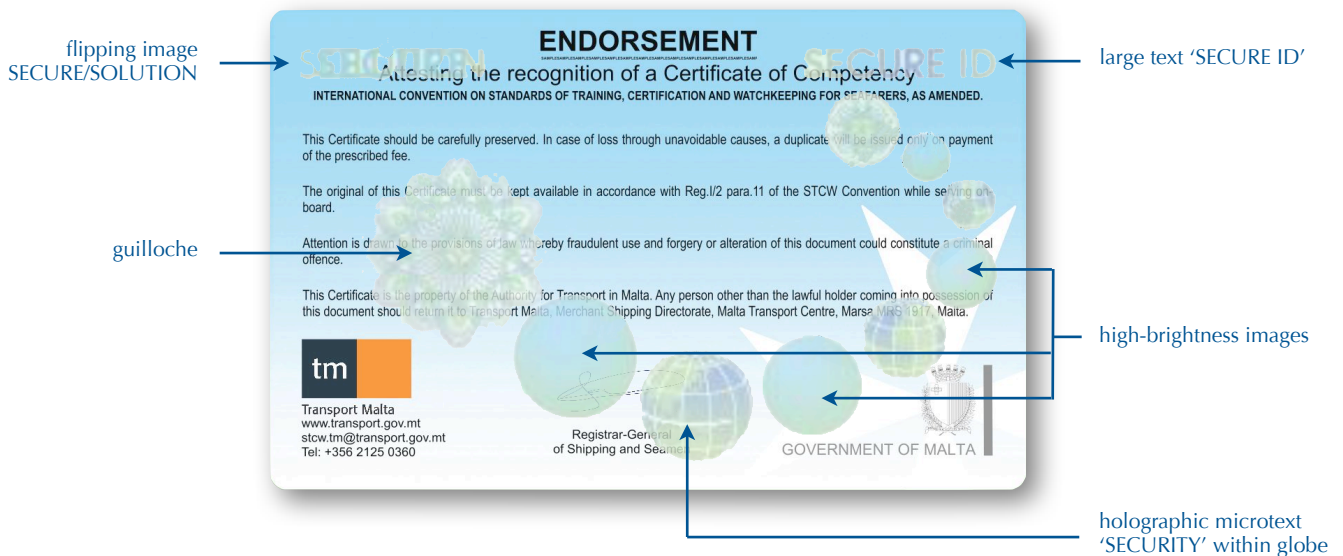 flipping image
SECURE/SOLUTION
ENDORSEMENT
SECURE ID
large text ‘SECURE ID’
Attesting the recognition of a Certificate of Competency
INTERNATIONAL CONVENTION ON STANDARDS OF TRAINING, CERTIFICATION AND WATCHKEEPING FOR SEAFARERS, AS AMENDED.
This Certificate should be carefully preserved. In case of loss through unavoidable causes, a duplicate will be issued only on payment
of the prescribed fee.
The original of this Certificate must be kept available in accordance with Reg.I/2 para.11 of the STCW Convention while serving on-
board.
guilloche
Attention is drawn to the provisions of law whereby fraudulent use and forgery or alteration of this document could constitute a criminal
offence.
This Certificate is the property of the Authority for Transport in Malta. Any person other than the lawful holder coming into possession of
this document should return it to Transport Malta, Merchant Shipping Directorate, Malta Transport Centre, Marsa MRS 1917, Malta.
high-brightness images
tm
Transport Malta
www.transport.gov.mt
stcw.tm@transport.gov.mt
Tel: +356 2125 0360
Registrar-General
of Shipping and Seamen
GOVERNMENT OF MALTA
holographic microtext
‘SECURITY’ within globe